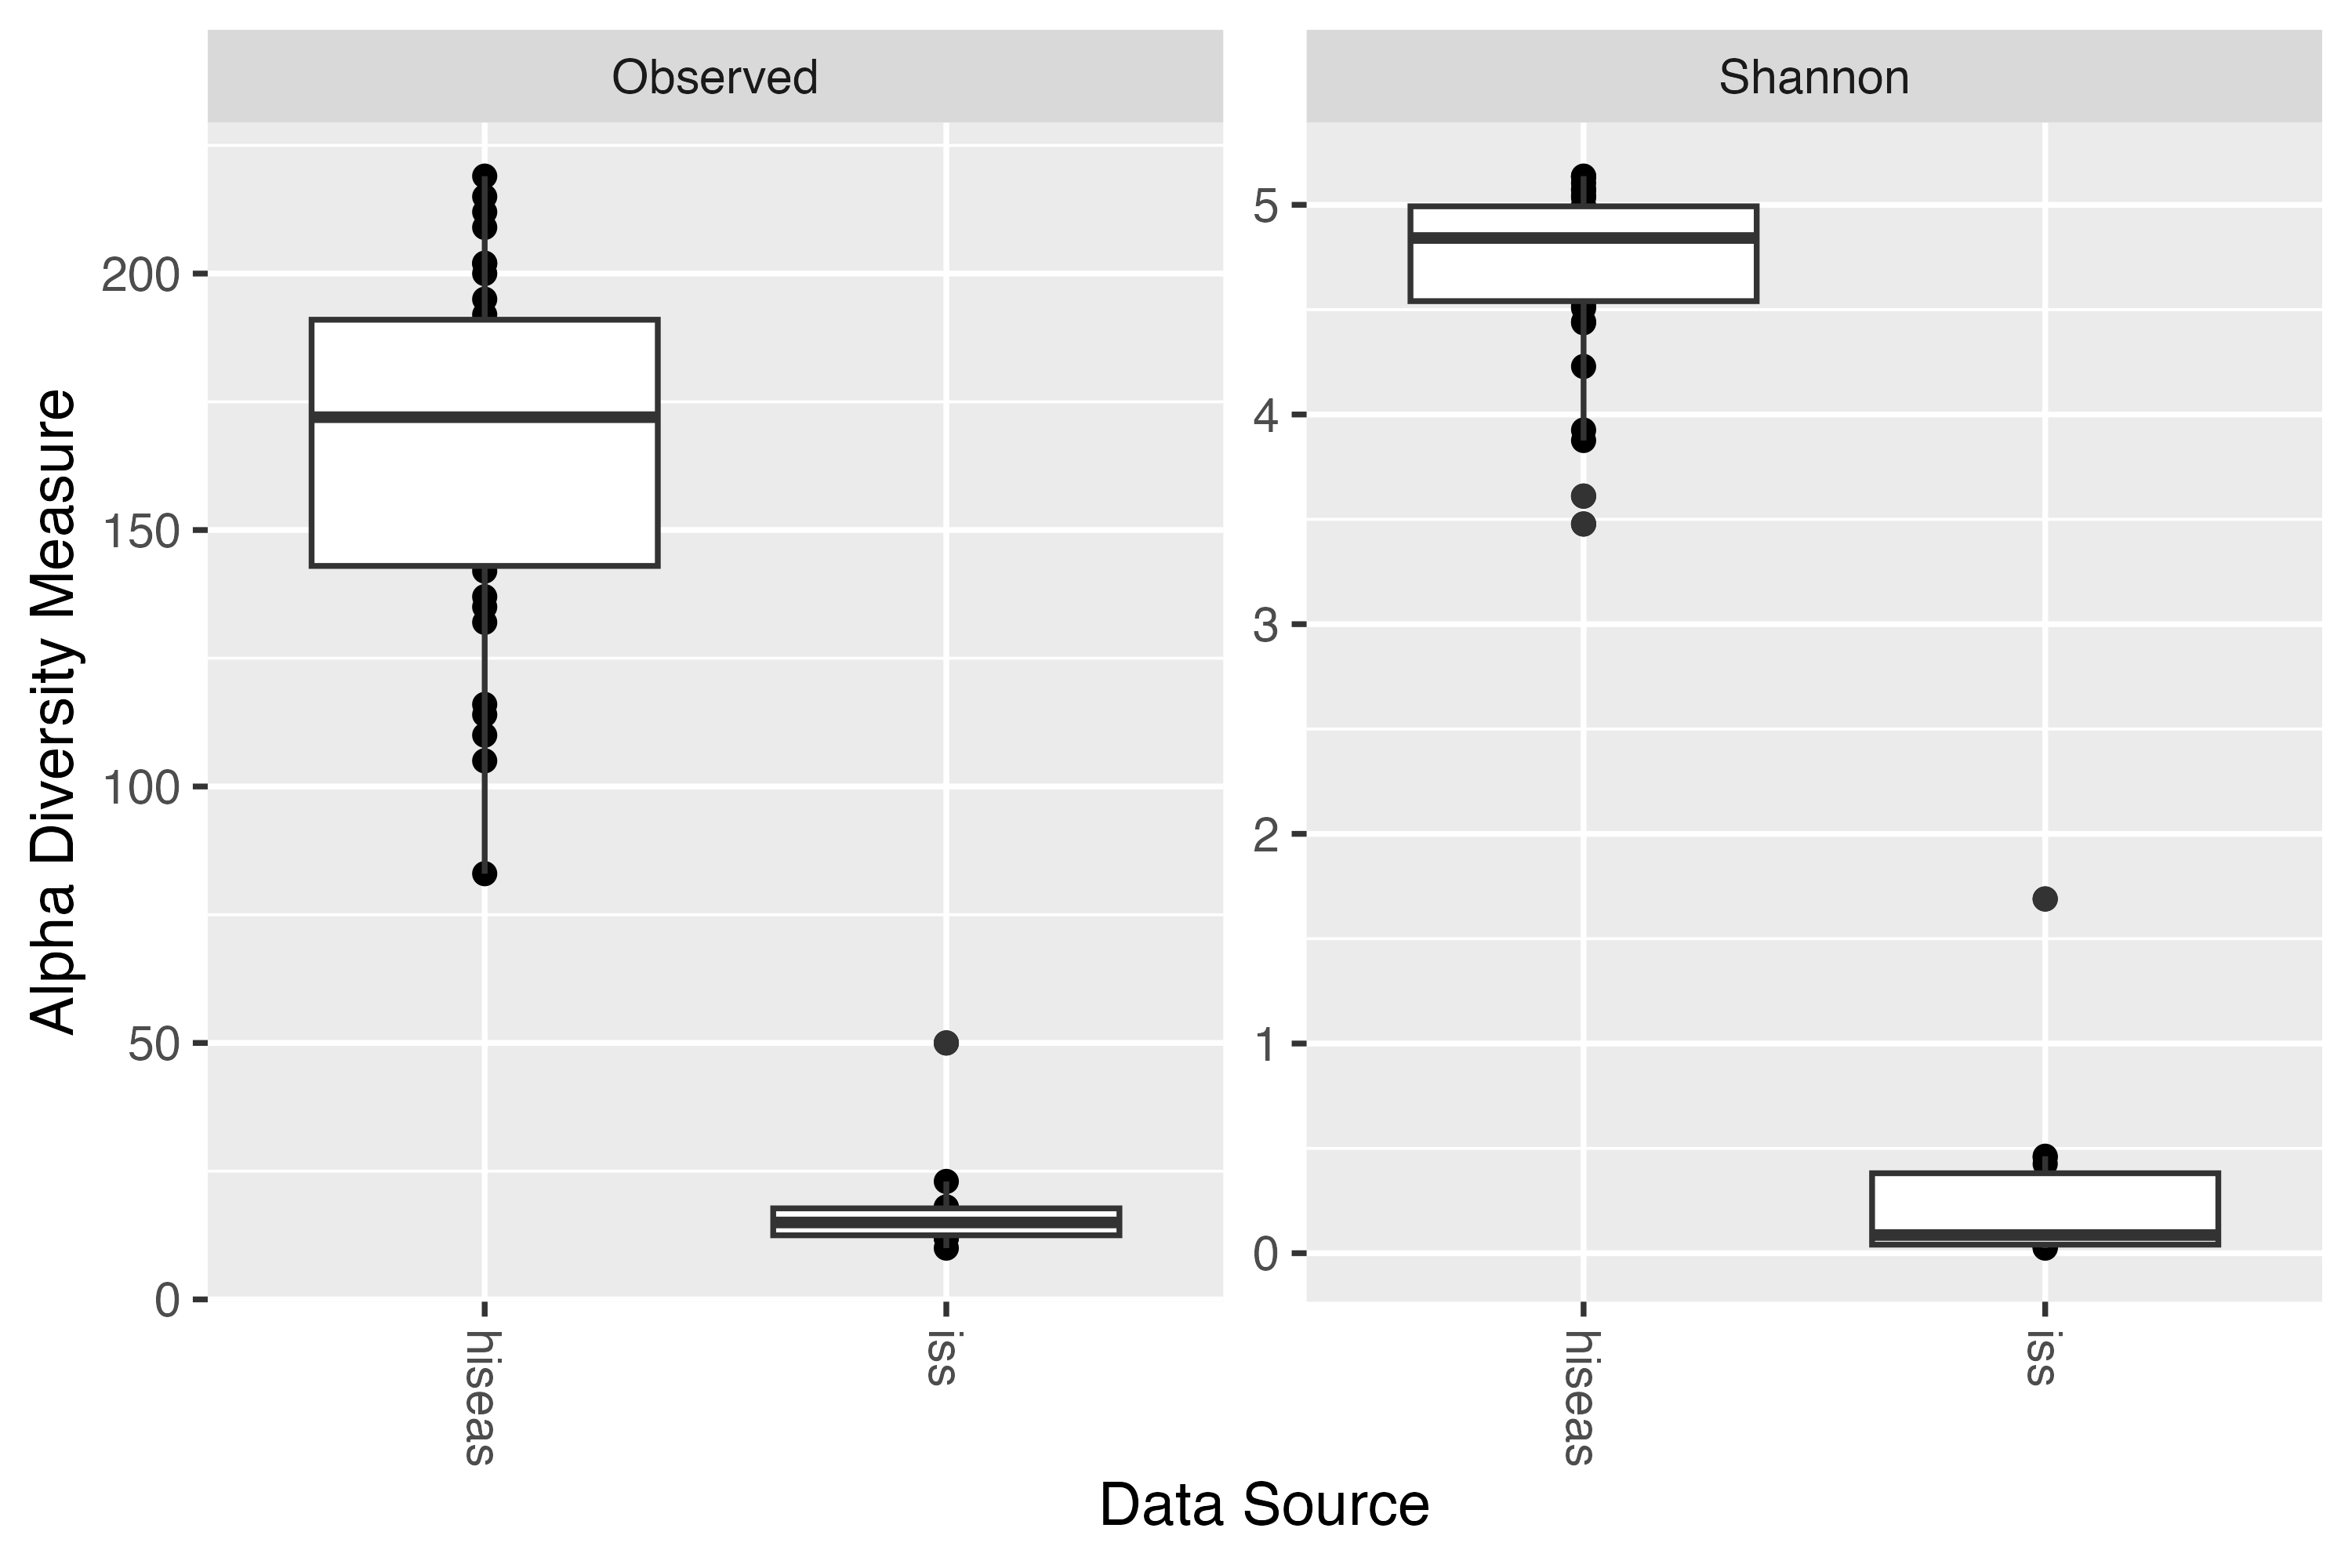 Observed
Shannon
Alpha Diversity Measure
200
150
100
50
0
5
4
3
2
1
0
hiseas
iss
hiseas
iss
Data Source